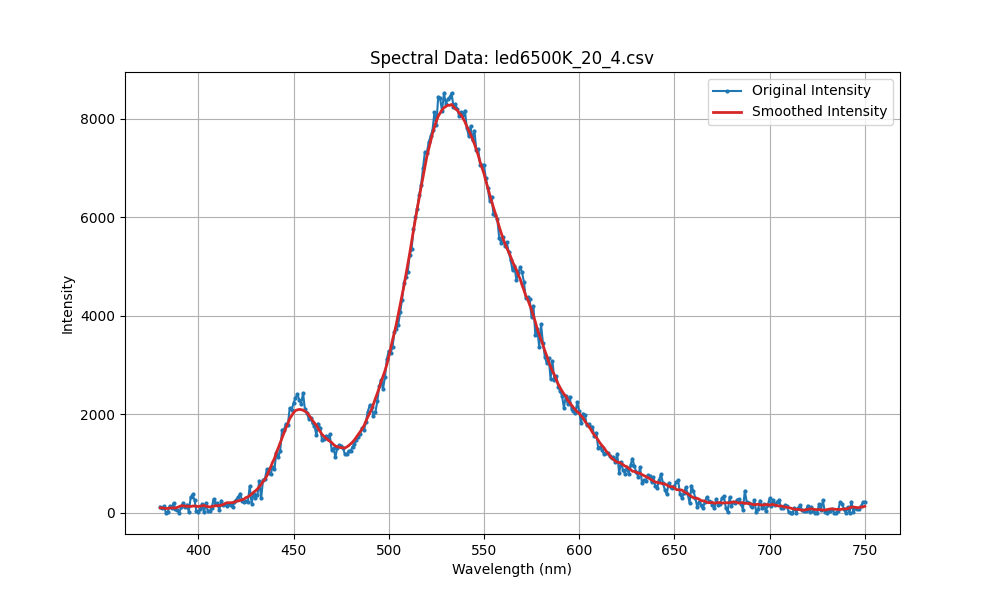 Spectral Data: led6500K_20_4.csv
Original Intensity
Smoothed Intensity
8000
6000
4000
2000
0
Intensity
400 450 500 550 600 650 700 750
Wavelength (nm)